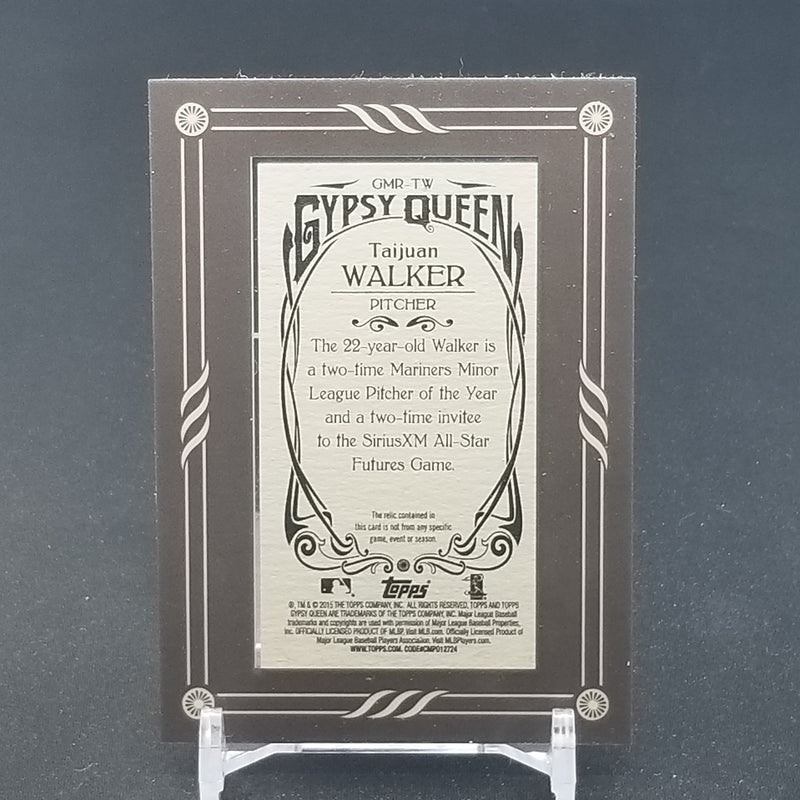 GMR-TW
GYPSY QUEEN
Taijuan
WALKER
PITCHER
The 22-year-old Walker is
a two-time Mariners Minor
League Pitcher of the Year
and a two-time invitee
to the SiriusXM All-Star
Futures Game.
The relic contained in
this card is not from any specific
game, event or season.
topps
®, TM & © 2015 THE TOPPS COMPANY, INC. ALL RIGHTS RESERVED. TOPPS AND TOPPS
GYPSY QUEEN ARE TRADEMARKS OF THE TOPPS COMPANY, INC. Major League Baseball
trademarks and copyrights are used with permission of Major League Baseball Properties,
Inc. OFFICIALLY LICENSED PRODUCT OF MLBP. Visit MLB.com. Officially Licensed Product of
Major League Baseball Players Association. Visit MLBPlayers.com.
WWW.TOPPS.COM. CODE#CMP012724